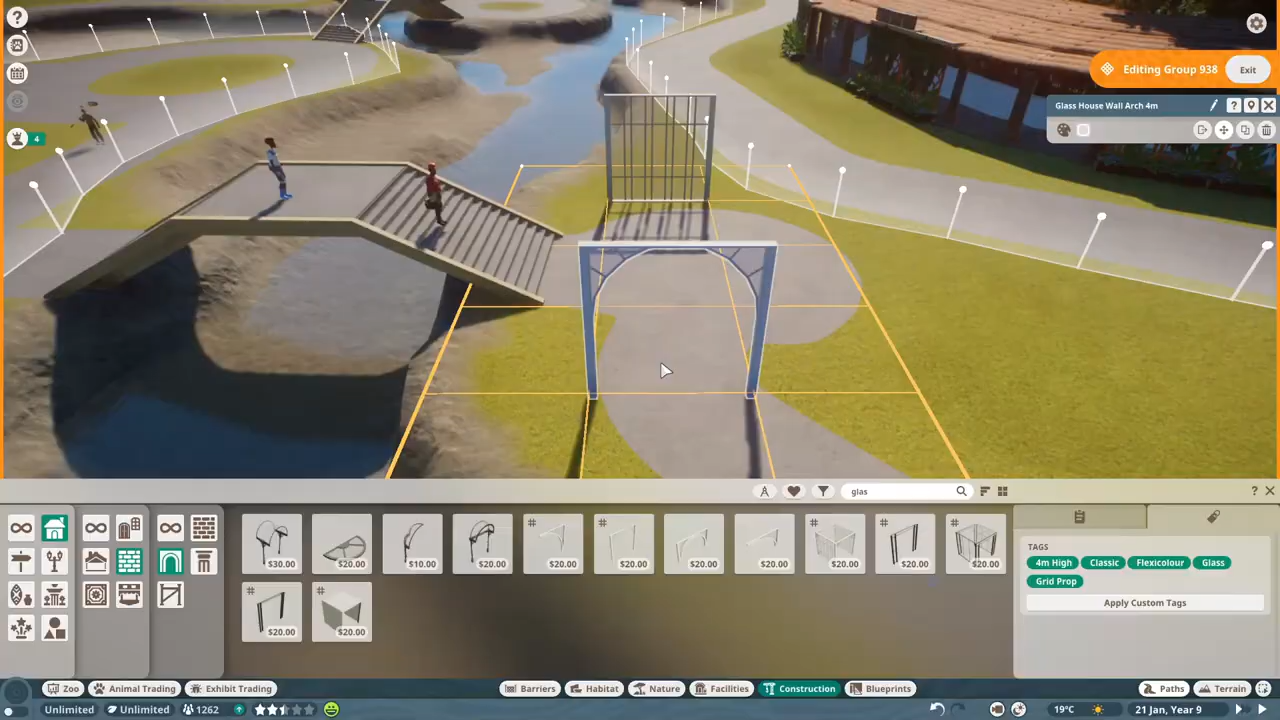 ?
4
Editing Group 938
Exit
Glass House Wall Arch 4m
?
glas
?
$30.00
$20.00
$10.00
$20.00
# $20.00
# $20.00
$20.00
$20.00
# $20.00
# $20.00
# $20.00
# $20.00
# $20.00
TAGS
4m High
Classic
Flexicolour
Glass
Grid Prop
Apply Custom Tags
Zoo
Animal Trading
Exhibit Trading
Barriers
Habitat
Nature
Facilities
Construction
Blueprints
Paths
Terrain
Unlimited
Unlimited
1262
19°C
21 Jan, Year 9